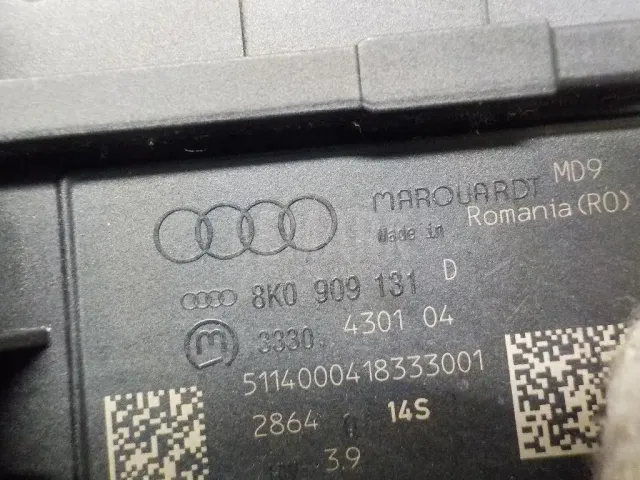 MARQUARDT MD9
Made in Romania (RO)
8K0 909 131 D
m 3330. 4301 04
5114000418333001
2864 14S
3.9